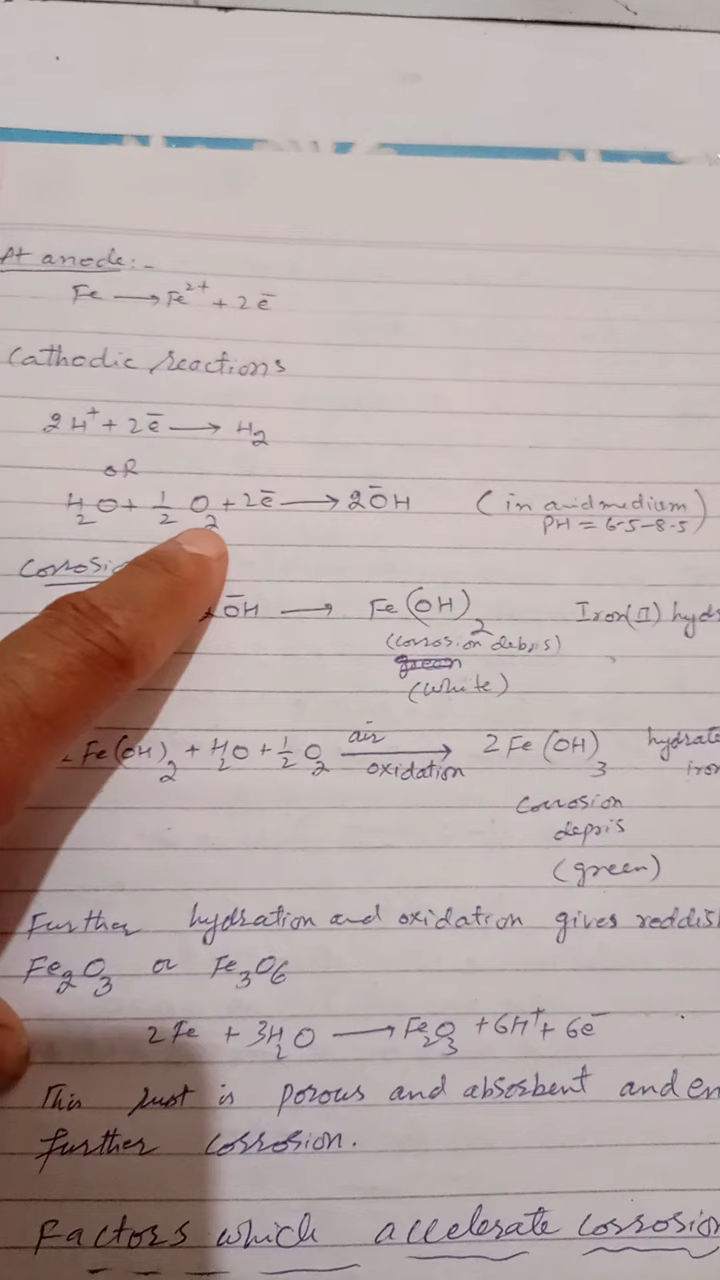 At anode:-
Fe → Fe²⁺ + 2ē
Cathodic reactions
2H⁺ + 2ē → H₂
OR
H₂O + ½ O₂ + 2ē → 2ŌH (in acid medium)
PH = 6.5-8.5
ŌH → Fe(OH)₂ Iron(II) hyd
(corrosion debris)
(white)
Fe(OH)₂ + H₂O + ½ O₂ air → oxidation 2Fe(OH)₃ hydrate
iron
corrosion
depris
(green)
Further hydration and oxidation gives reddis
Fe₂O₃ or Fe₃O6
2Fe + 3H₂O → Fe₂O₃ + 6H⁺ + 6e⁻
This rust is porous and absorbent and en
further corrosion.
Factors which accelerate corrosion